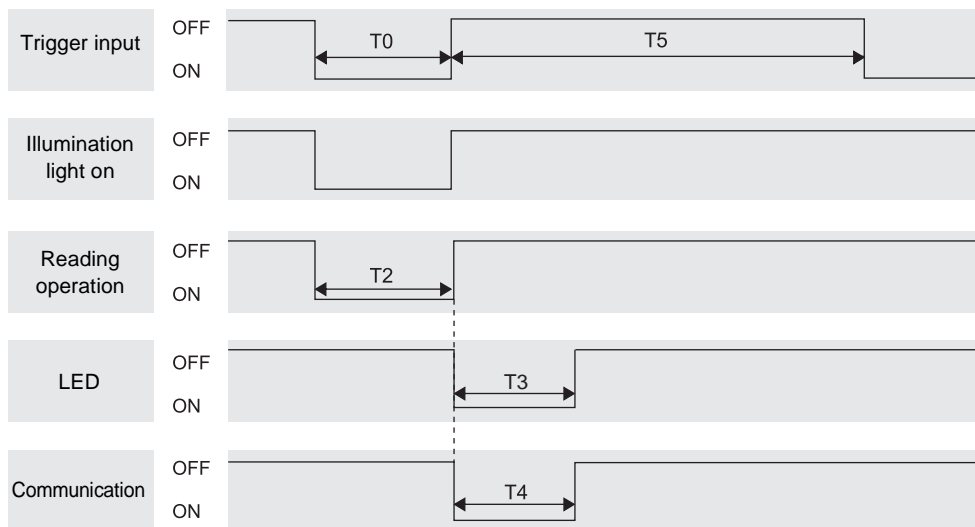 Trigger input
OFF
ON
T0
T5
Illumination
light on
OFF
ON
Reading
operation
OFF
ON
T2
LED
OFF
ON
T3
Communication
OFF
ON
T4